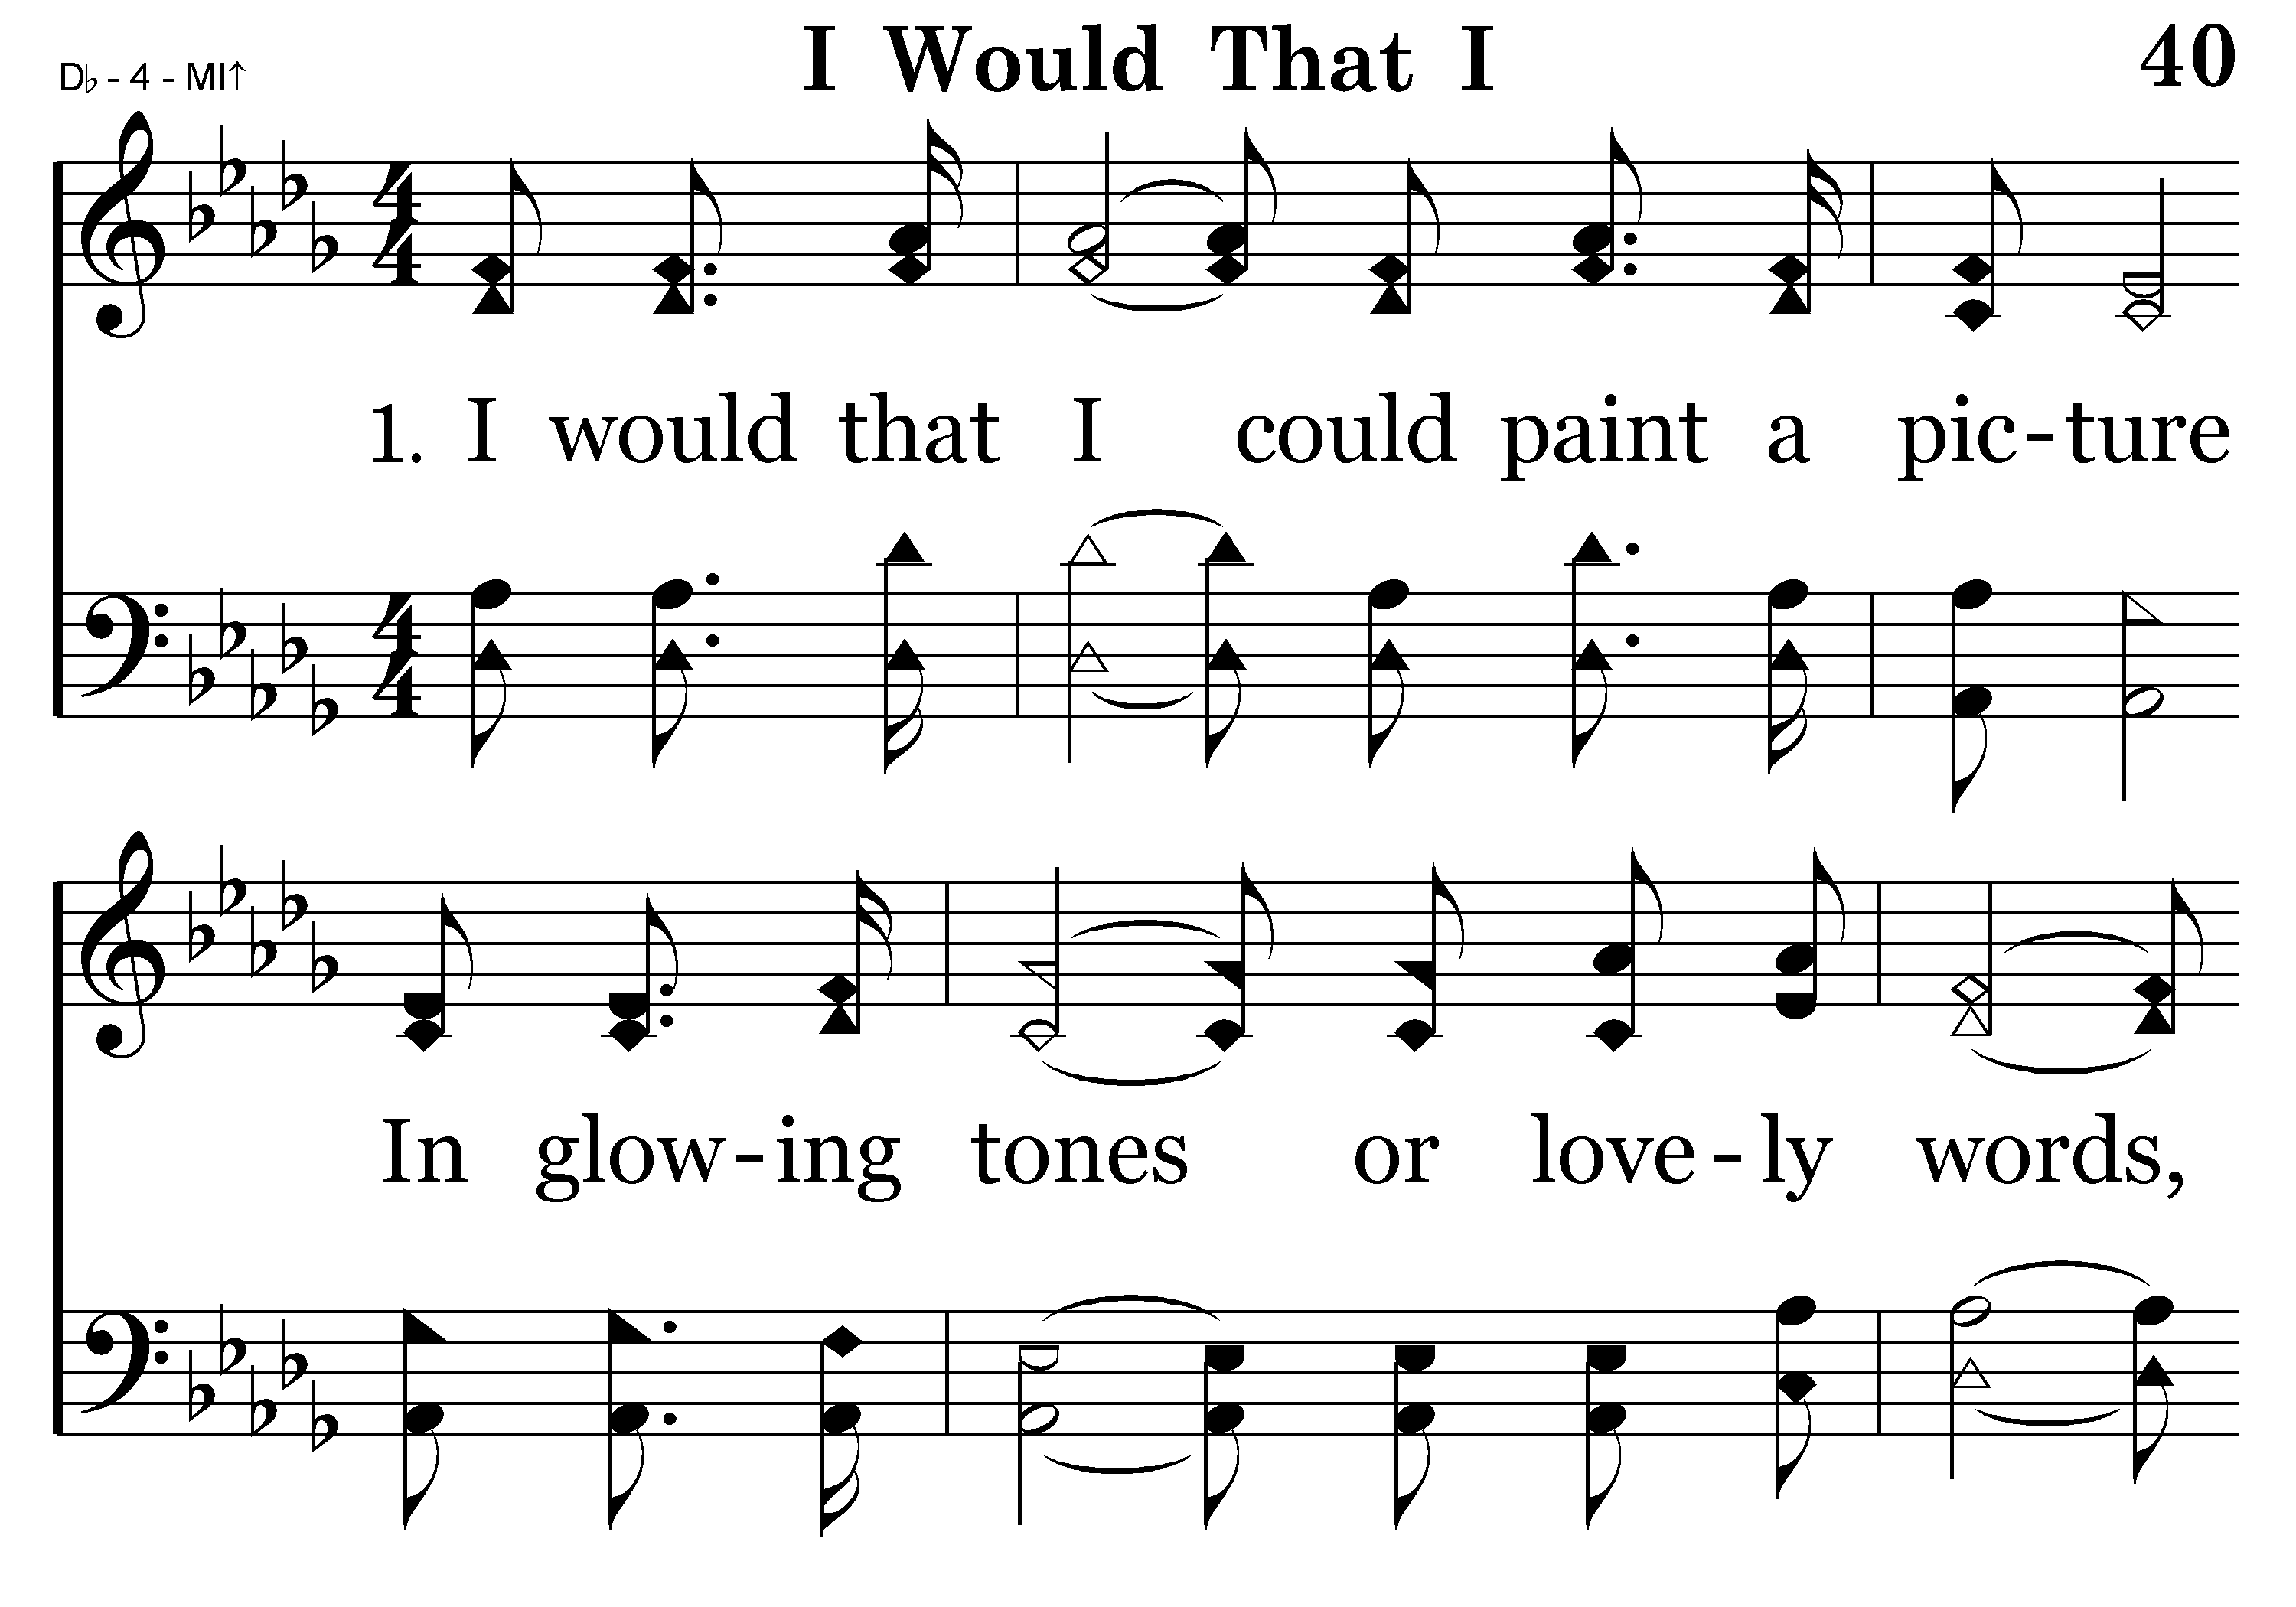 I Would That I
40
D♭ - 4 - MI↑
1. I would that I could paint a pic-ture
In glow-ing tones or love-ly words,